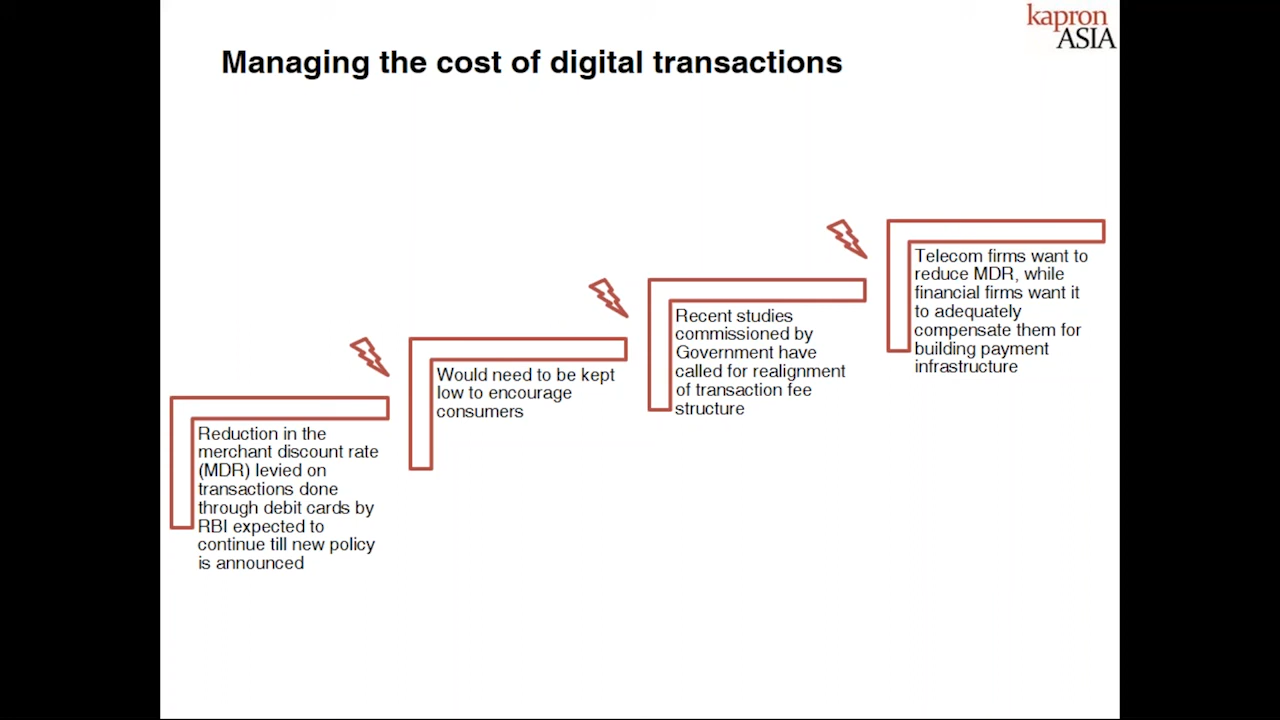 kapron
ASIA
Managing the cost of digital transactions
Reduction in the
merchant discount rate
(MDR) levied on
transactions done
through debit cards by
RBI expected to
continue till new policy
is announced
Would need to be kept
low to encourage
consumers
Recent studies
commissioned by
Government have
called for realignment
of transaction fee
structure
Telecom firms want to
reduce MDR, while
financial firms want it
to adequately
compensate them for
building payment
infrastructure